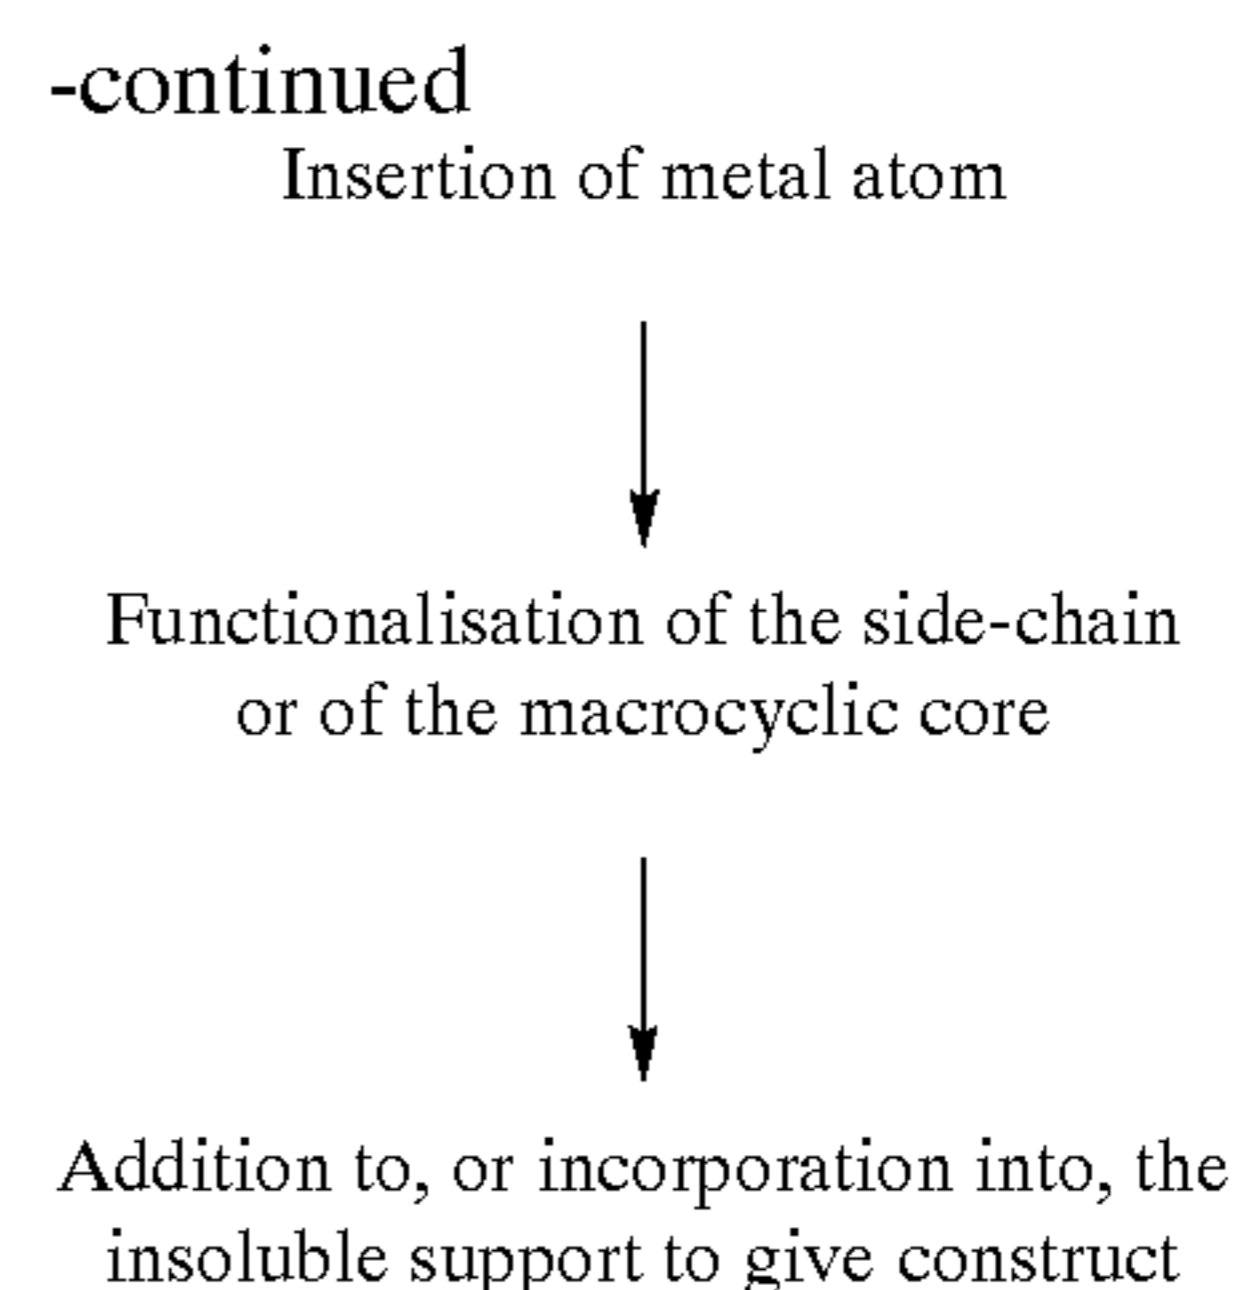 -continued
Insertion of metal atom
Functionalisation of the side-chain
or of the macrocyclic core
Addition to, or incorporation into, the
insoluble support to give construct